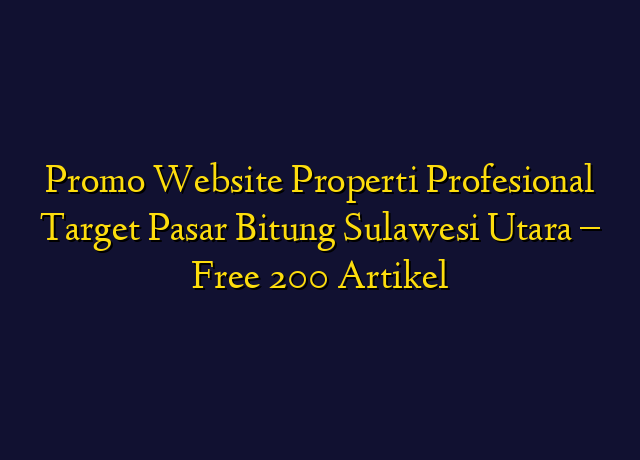 Promo Website Properti Profesional
Target Pasar Bitung Sulawesi Utara –
Free 200 Artikel